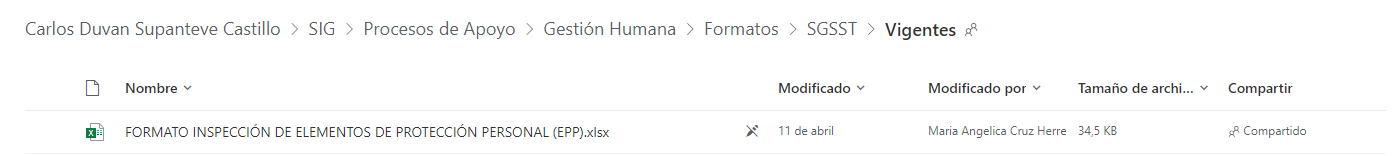 Carlos Duvan Supanteve Castillo > SIG > Procesos de Apoyo > Gestión Humana > Formatos > SGSST > Vigentes
Nombre Modificado Modificado por Tamaño de archi... Compartir
FORMATO INSPECCIÓN DE ELEMENTOS DE PROTECCIÓN PERSONAL (EPP).xlsx 11 de abril Maria Angelica Cruz Herre 34,5 KB Compartido